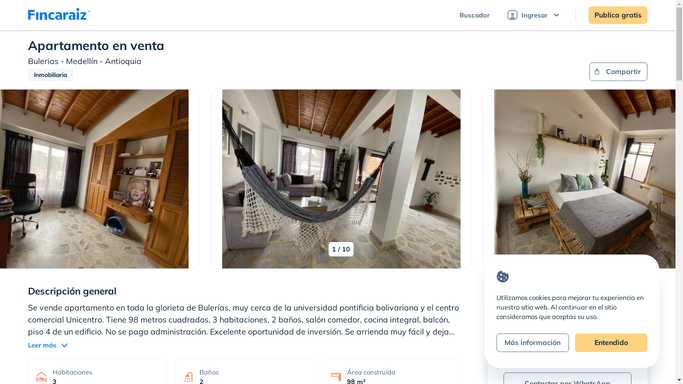 Fincaraiz
Buscador
Ingresar
Publica gratis
Apartamento en venta
Bulerias - Medellín - Antioquia
Inmobiliaria
Compartir
1 / 10
Descripción general
Se vende apartamento en toda la glorieta de Bulerías, muy cerca de la universidad pontificia bolivariana y el centro
comercial Unicentro. Tiene 98 metros cuadrados, 3 habitaciones, 2 baños, salón comedor, cocina integral, balcón,
piso 4 de un edificio. No se paga administración. Excelente oportunidad de inversión. Se arrienda muy fácil y deja...
Leer más
Habitaciones
3
Baños
2
Área construida
98 m²
Utilizamos cookies para mejorar tu experiencia en
nuestro sitio web. Al continuar en el sitio
consideramos que aceptas su uso.
Más información
Entendido
Contactar por WhatsApp